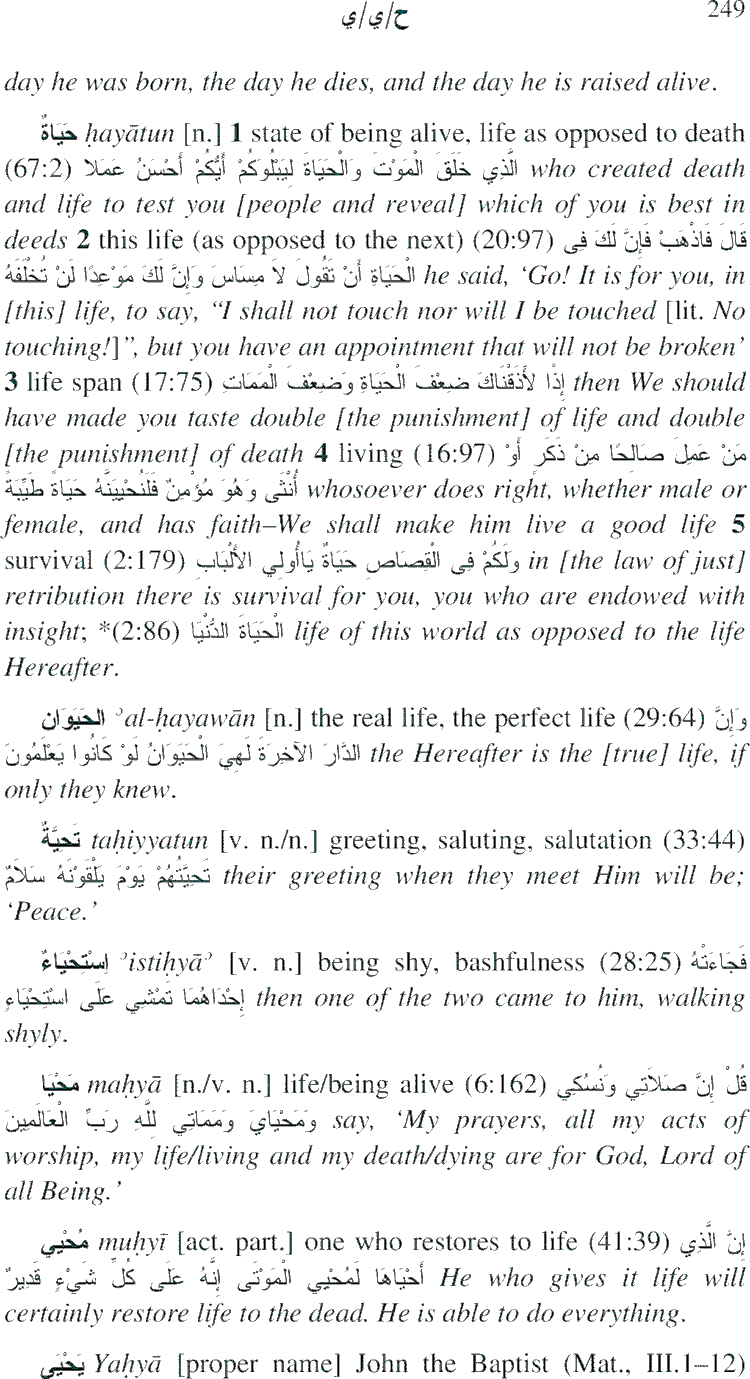 ح/ي/ي 249
day he was born, the day he dies, and the day he is raised alive.
حَيَاةٌ ḥayātun [n.] 1 state of being alive, life as opposed to death
(67:2) الَّذِي خَلَقَ الْمَوْتَ وَالْحَيَاةَ لِيَبْلُوَكُمْ أَيُّكُمْ أَحْسَنُ عَمَلًا who created death
and life to test you [people and reveal] which of you is best in
deeds 2 this life (as opposed to the next) (20:97) قَالَ فَاذْهَبْ فَإِنَّ لَكَ فِى
الْحَيَاةِ أَنْ تَقُولَ لاَ مِسَاسَ وَإِنَّ لَكَ مَوْعِدًا لَنْ تُخْلَفَهُ he said, ‘Go! It is for you, in
[this] life, to say, “I shall not touch nor will I be touched [lit. No
touching!]”, but you have an appointment that will not be broken’
3 life span (17:75) إِذًا لأَذَقْنَاكَ ضِعْفَ الْحَيَاةِ وَضِعْفَ الْمَمَاتِ then We should
have made you taste double [the punishment] of life and double
[the punishment] of death 4 living (16:97) مَنْ عَمِلَ صَالِحًا مِنْ ذَكَرٍ أَوْ
أُنْثَى وَهُوَ مُؤْمِنٌ فَلَنُحْيِيَنَّهُ حَيَاةً طَيِّبَةً whosoever does right, whether male or
female, and has faith–We shall make him live a good life 5
survival (2:179) وَلَكُمْ فِى الْقِصَاصِ حَيَاةٌ يَاأُولِي الأَلْبَابِ in [the law of just]
retribution there is survival for you, you who are endowed with
insight; *(2:86) الْحَيَاةَ الدُّنْيَا life of this world as opposed to the life
Hereafter.
الحَيَوَان ʾal-ḥayawān [n.] the real life, the perfect life (29:64) وَإِنَّ
الدَّارَ الآخِرَةَ لَهِيَ الْحَيَوَانُ لَوْ كَانُوا يَعْلَمُونَ the Hereafter is the [true] life, if
only they knew.
تَحِيَّةٌ taḥiyyatun [v. n./n.] greeting, saluting, salutation (33:44)
تَحِيَّتُهُمْ يَوْمَ يَلْقَوْنَهُ سَلاَمٌ their greeting when they meet Him will be;
‘Peace.’
اِسْتَحْيَاءٌ ʾistiḥyāʾ [v. n.] being shy, bashfulness (28:25) فَجَاءَتْهُ
إِحْدَاهُمَا تَمْشِي عَلَى اسْتِحْيَاءٍ then one of the two came to him, walking
shyly.
مَحْيَا maḥyā [n./v. n.] life/being alive (6:162) قُلْ إِنَّ صَلاَتِي وَنُسُكِي
وَمَحْيَايَ وَمَمَاتِي لِلَّهِ رَبِّ الْعَالَمِينَ say, ‘My prayers, all my acts of
worship, my life/living and my death/dying are for God, Lord of
all Being.’
مُحْيِي muḥyī [act. part.] one who restores to life (41:39) إِنَّ الَّذِي
أَحْيَاهَا لَمُحْيِي الْمَوْتَى إِنَّهُ عَلَى كُلِّ شَيْءٍ قَدِيرٌ He who gives it life will
certainly restore life to the dead. He is able to do everything.
يَحْيَى Yaḥyā [proper name] John the Baptist (Mat., III.1–12)